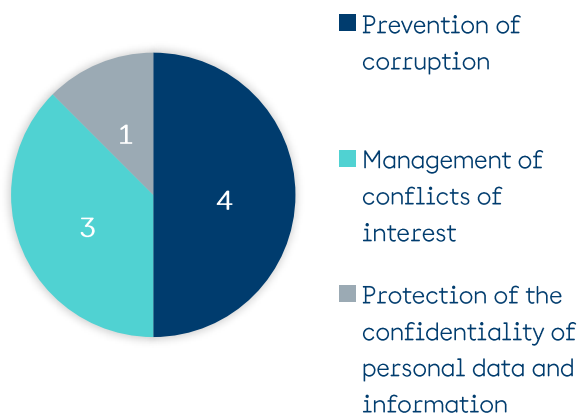 Prevention of
corruption
1
Management of
conflicts of
interest
4
3
Protection of the
confidentiality of
personal data and
information